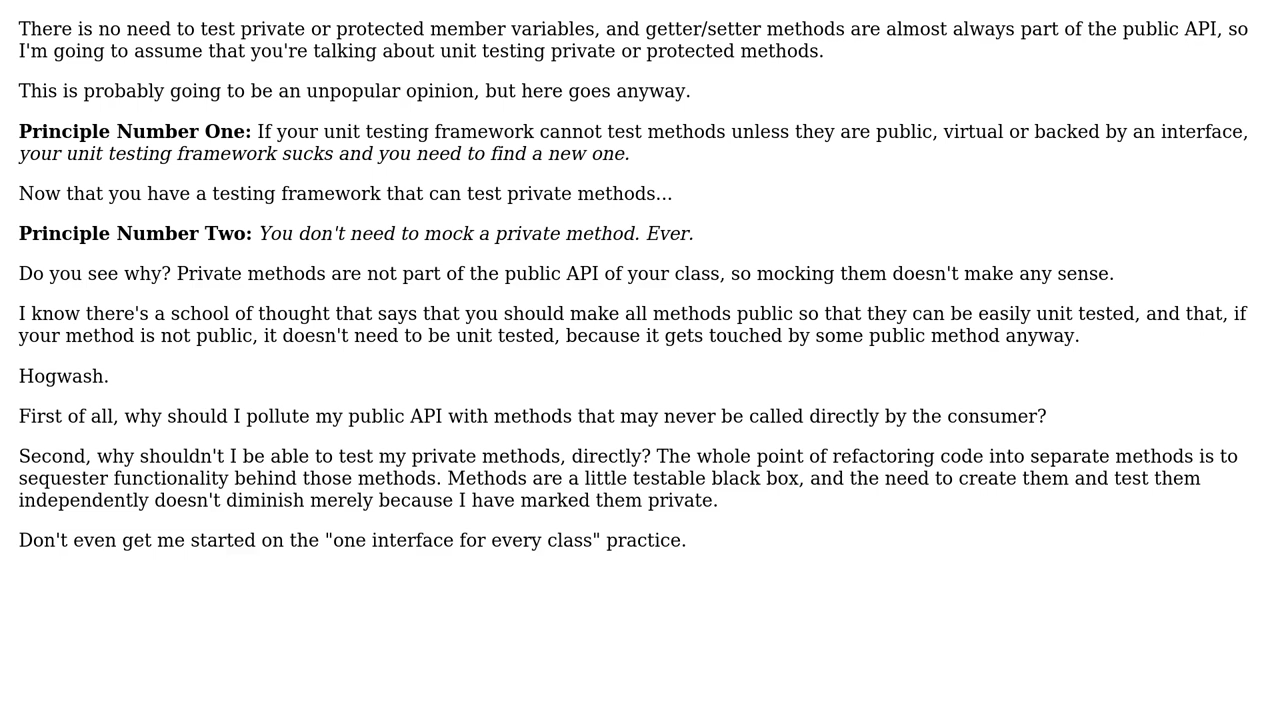 There is no need to test private or protected member variables, and getter/setter methods are almost always part of the public API, so
I'm going to assume that you're talking about unit testing private or protected methods.
This is probably going to be an unpopular opinion, but here goes anyway.
Principle Number One: If your unit testing framework cannot test methods unless they are public, virtual or backed by an interface,
your unit testing framework sucks and you need to find a new one.
Now that you have a testing framework that can test private methods...
Principle Number Two: You don't need to mock a private method. Ever.
Do you see why? Private methods are not part of the public API of your class, so mocking them doesn't make any sense.
I know there's a school of thought that says that you should make all methods public so that they can be easily unit tested, and that, if
your method is not public, it doesn't need to be unit tested, because it gets touched by some public method anyway.
Hogwash.
First of all, why should I pollute my public API with methods that may never be called directly by the consumer?
Second, why shouldn't I be able to test my private methods, directly? The whole point of refactoring code into separate methods is to
sequester functionality behind those methods. Methods are a little testable black box, and the need to create them and test them
independently doesn't diminish merely because I have marked them private.
Don't even get me started on the "one interface for every class" practice.